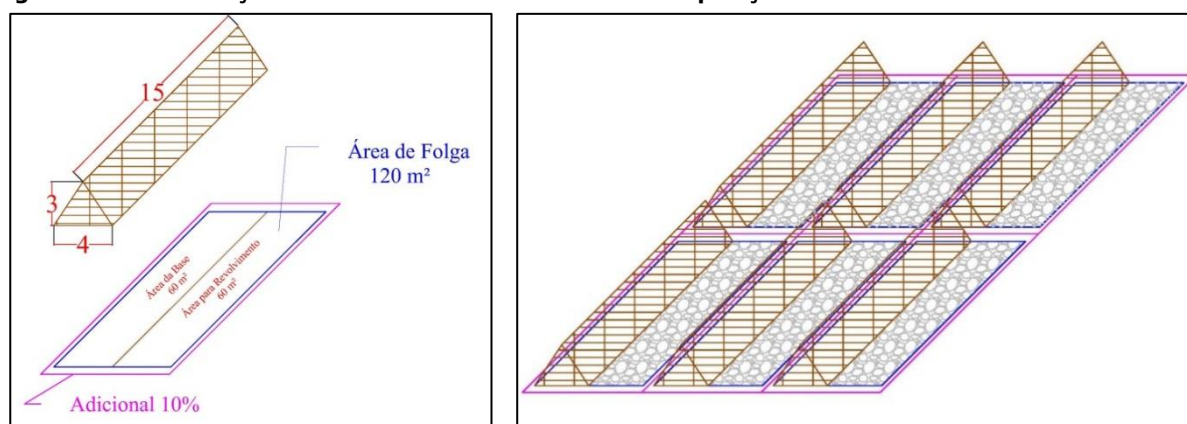 15
3
4
Área de Folga
120 m²
Área da Base
60 m²
Área para Revolvimento
60 m²
Adicional 10%